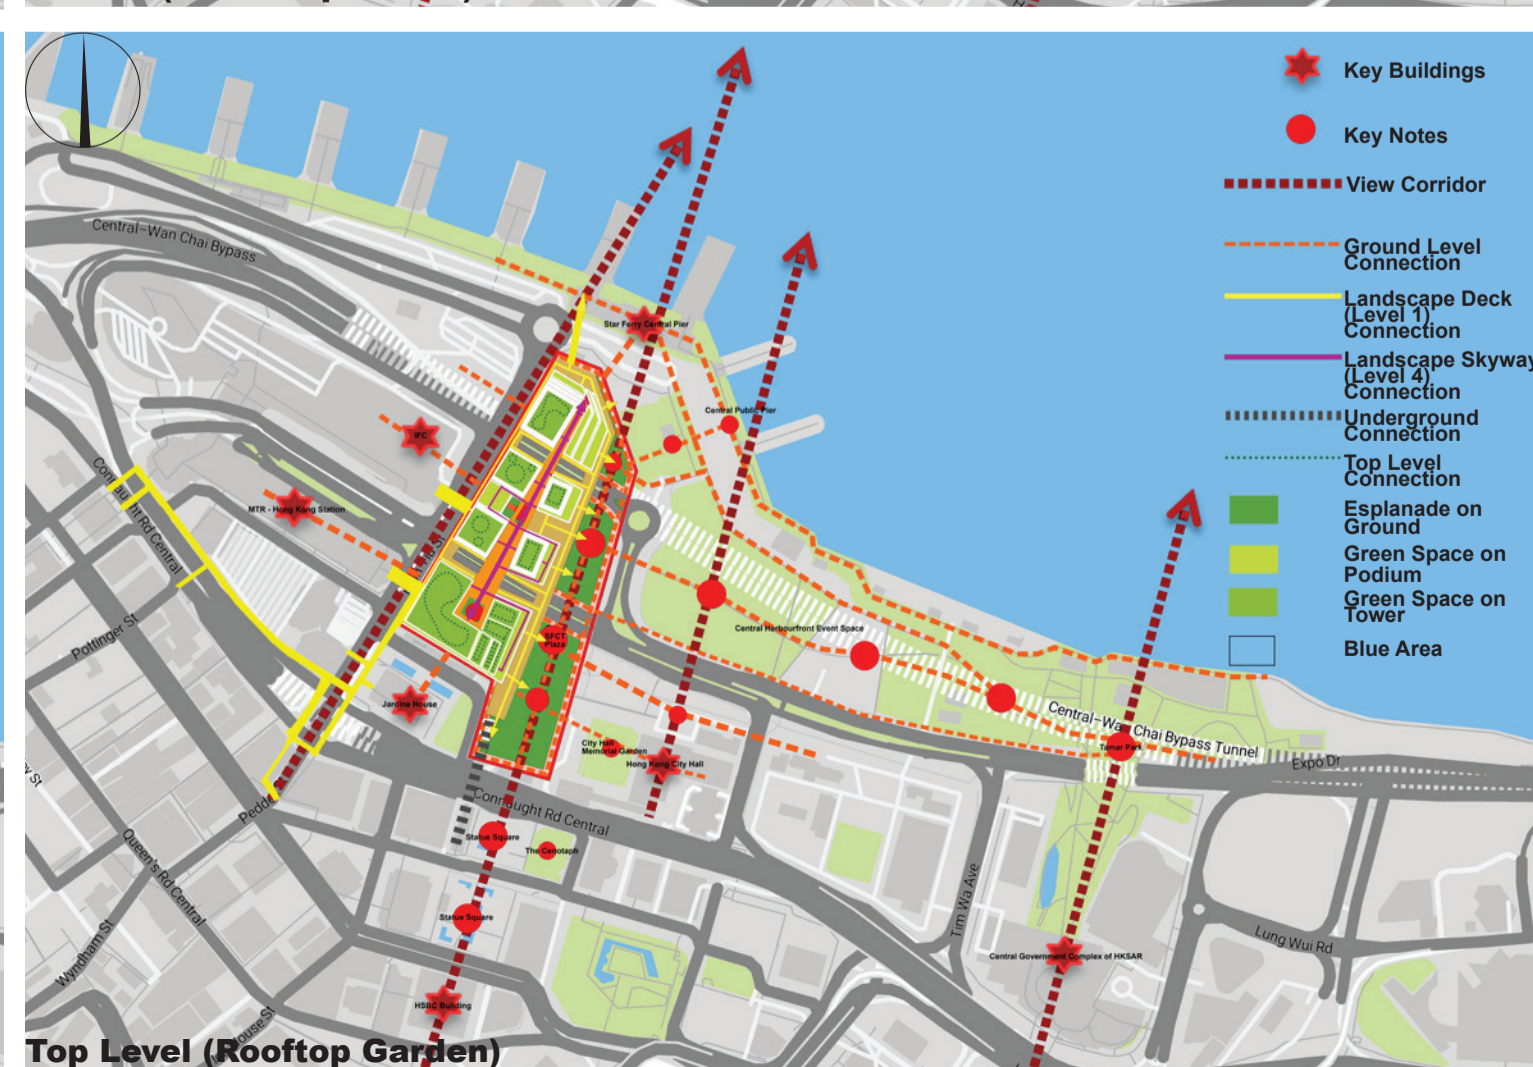 Key Buildings
Key Notes
View Corridor
Ground Level
Connection
Landscape Deck
(Level 1)
Connection
Landscape Skyway
(Level 4)
Connection
Underground
Connection
Top Level
Connection
Esplanade on
Ground
Green Space on
Podium
Green Space on
Tower
Blue Area
Central-Wan Chai Bypass
Star Ferry Central Pier
Central Public Pier
IFC
MTR - Hong Kong Station
Connaught Rd Central
Pottinger St
Central Harbourfront Event Space
SFCT
Plaza
Jardine House
City Hall
Memorial Garden
Hong Kong City Hall
Central-Wan Chai Bypass Tunnel
Tamar Park
Expo Dr
Connaught Rd Central
Statue Square
The Cenotaph
Queen's Rd Central
Statue Square
Tim Wa Ave
Wyndham St
Lung Wui Rd
Central Government Complex of HKSAR
HSBC Building
Top Level (Rooftop Garden)